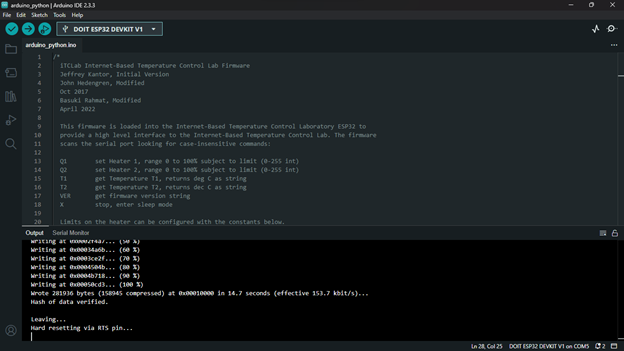 arduino_python | Arduino IDE 2.3.3
File Edit Sketch Tools Help
DOIT ESP32 DEVKIT V1
arduino_python.ino
1 /*
2 iTCLab Internet-Based Temperature Control Lab Firmware
3 Jeffrey Kantor, Initial Version
4 John Hedengren, Modified
5 Oct 2017
6 Basuki Rahmat, Modified
7 April 2022
8
9 This firmware is loaded into the Internet-Based Temperature Control Laboratory ESP32 to
10 provide a high level interface to the Internet-Based Temperature Control Lab. The firmware
11 scans the serial port looking for case-insensitive commands:
12
13 Q1 set Heater 1, range 0 to 100% subject to limit (0-255 int)
14 Q2 set Heater 2, range 0 to 100% subject to limit (0-255 int)
15 T1 get Temperature T1, returns deg C as string
16 T2 get Temperature T2, returns dec C as string
17 VER get firmware version string
18 X stop, enter sleep mode
19
20 Limits on the heater can be configured with the constants below.
Output Serial Monitor
Writing at 0x0002f4a7... (50 %)
Writing at 0x00034a6b... (60 %)
Writing at 0x0003ce2f... (70 %)
Writing at 0x0004504b... (80 %)
Writing at 0x0004b718... (90 %)
Writing at 0x00050cd3... (100 %)
Wrote 281936 bytes (158945 compressed) at 0x00010000 in 14.7 seconds (effective 153.7 kbit/s)...
Hash of data verified.
Leaving...
Hard resetting via RTS pin...
Ln 28, Col 25 DOIT ESP32 DEVKIT V1 on COM5 2